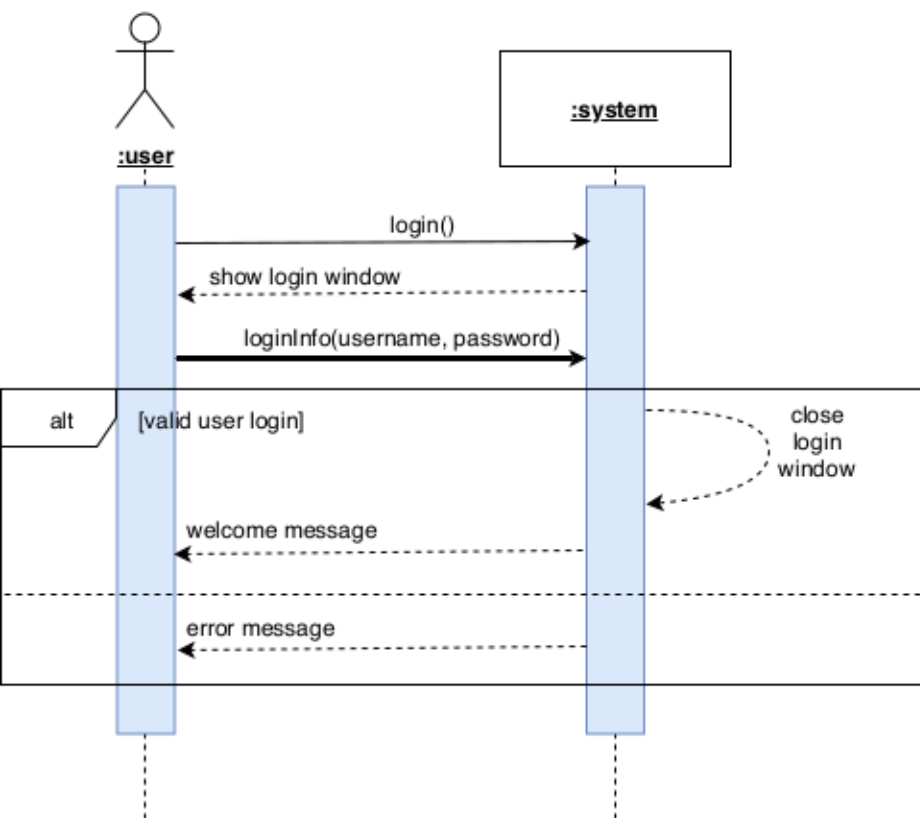 :user
:system
login()
show login window
loginInfo(username, password)
alt
[valid user login]
close
login
window
welcome message
error message